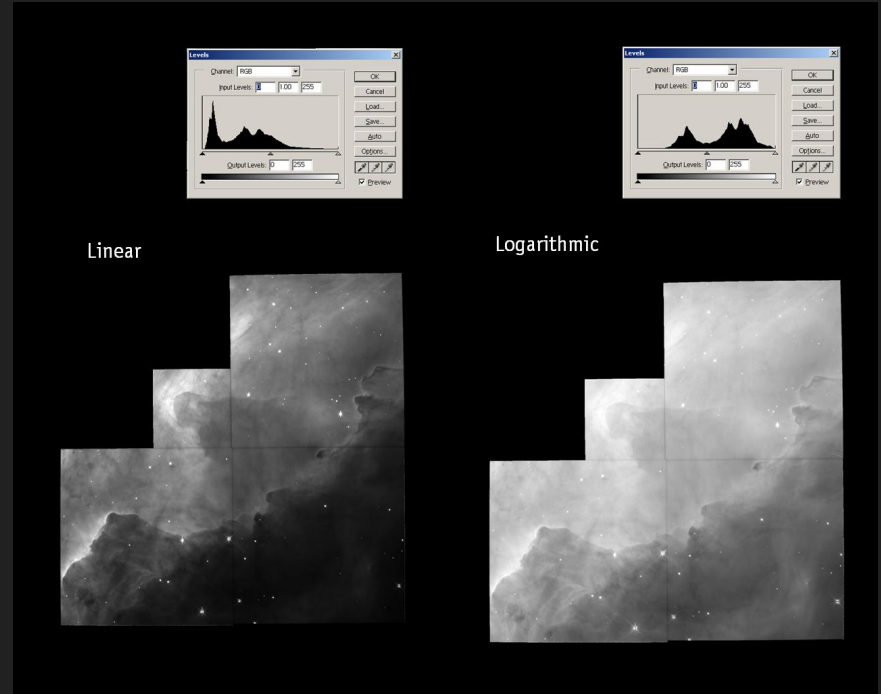 Levels
Channel: RGB
OK
Input Levels: 0 1.00 255
Cancel
Load...
Save...
Auto
Options...
Output Levels: 0 255
Preview
Levels
Channel: RGB
OK
Input Levels: 0 1.00 255
Cancel
Load...
Save...
Auto
Options...
Output Levels: 0 255
Preview
Linear
Logarithmic